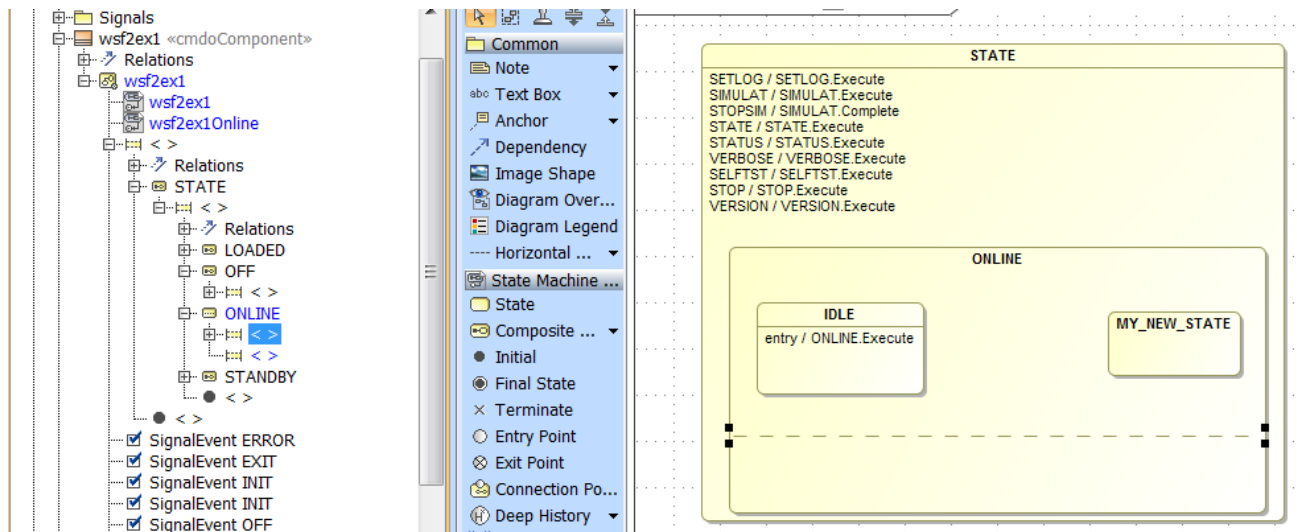 Signals
wsf2ex1 «cmdoComponent»
Relations
wsf2ex1
wsf2ex1
wsf2ex1Online
< >
Relations
STATE
< >
Relations
LOADED
OFF
< >
ONLINE
< >
< >
STANDBY
< >
< >
SignalEvent ERROR
SignalEvent EXIT
SignalEvent INIT
SignalEvent INIT
SignalEvent OFF
Common
Note
abc Text Box
Anchor
Dependency
Image Shape
Diagram Over...
Diagram Legend
Horizontal ...
State Machine ...
State
Composite ...
Initial
Final State
Terminate
Entry Point
Exit Point
Connection Po...
Deep History
STATE
SETLOG / SETLOG.Execute
SIMULAT / SIMULAT.Execute
STOPSIM / SIMULAT.Complete
STATE / STATE.Execute
STATUS / STATUS.Execute
VERBOSE / VERBOSE.Execute
SELFTST / SELFTST.Execute
STOP / STOP.Execute
VERSION / VERSION.Execute
ONLINE
IDLE
entry / ONLINE.Execute
MY_NEW_STATE